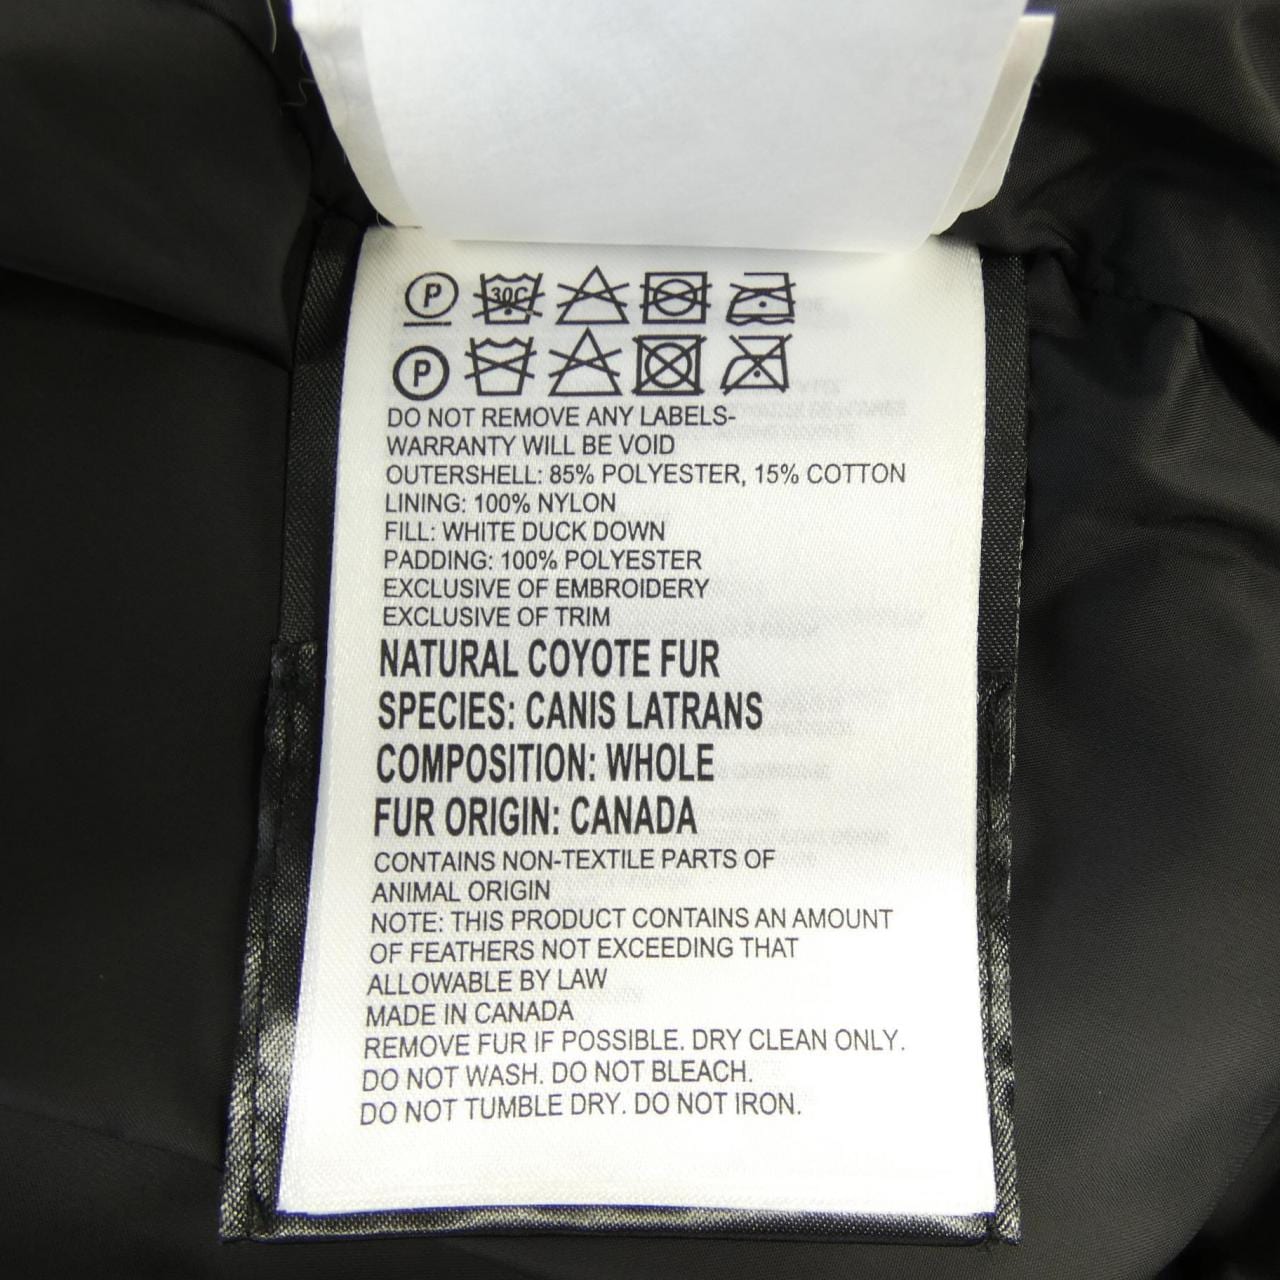 P 30C
P
DO NOT REMOVE ANY LABELS-
WARRANTY WILL BE VOID
OUTERSHELL: 85% POLYESTER, 15% COTTON
LINING: 100% NYLON
FILL: WHITE DUCK DOWN
PADDING: 100% POLYESTER
EXCLUSIVE OF EMBROIDERY
EXCLUSIVE OF TRIM
NATURAL COYOTE FUR
SPECIES: CANIS LATRANS
COMPOSITION: WHOLE
FUR ORIGIN: CANADA
CONTAINS NON-TEXTILE PARTS OF
ANIMAL ORIGIN
NOTE: THIS PRODUCT CONTAINS AN AMOUNT
OF FEATHERS NOT EXCEEDING THAT
ALLOWABLE BY LAW
MADE IN CANADA
REMOVE FUR IF POSSIBLE. DRY CLEAN ONLY.
DO NOT WASH. DO NOT BLEACH.
DO NOT TUMBLE DRY. DO NOT IRON.